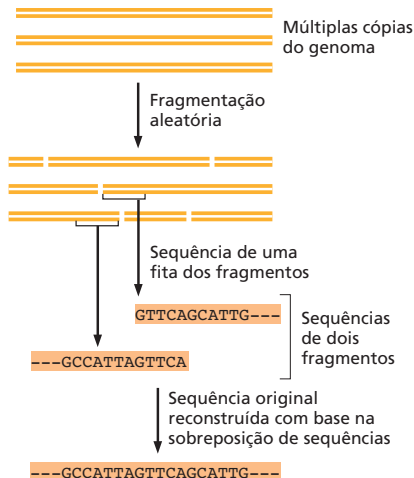 Múltiplas cópias
do genoma
Fragmentação
aleatória
Sequência de uma
fita dos fragmentos
GTTCAGCATTG---
Sequências
de dois
fragmentos
---GCCATTAGTTCA
Sequência original
reconstruída com base na
sobreposição de sequências
---GCCATTAGTTCAGCATTG---